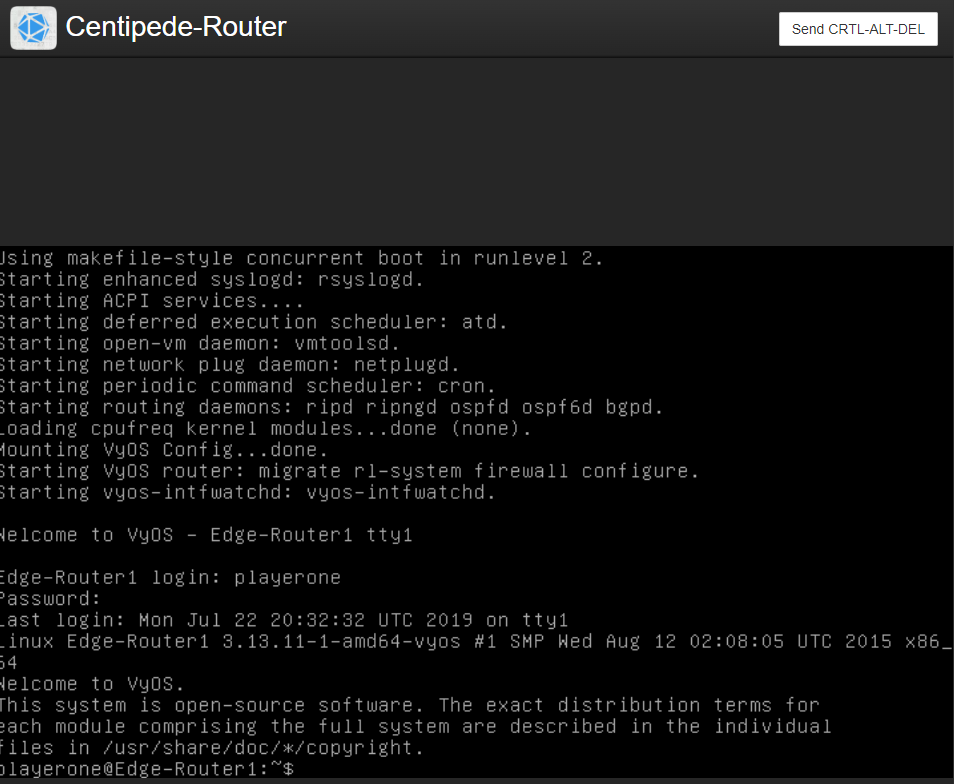 Centipede-Router
Send CRTL-ALT-DEL
Using makefile-style concurrent boot in runlevel 2.
Starting enhanced syslogd: rsyslogd.
Starting ACPI services....
Starting deferred execution scheduler: atd.
Starting open-vm daemon: vmtoolsd.
Starting network plug daemon: netplugd.
Starting periodic command scheduler: cron.
Starting routing daemons: ripd ripngd ospfd ospf6d bgpd.
Loading cpufreq kernel modules...done (none).
Mounting VyOS Config...done.
Starting VyOS router: migrate rl-system firewall configure.
Starting vyos-intfwatchd: vyos-intfwatchd.
Welcome to VyOS - Edge-Router1 tty1
Edge-Router1 login: playerone
Password:
Last login: Mon Jul 22 20:32:32 UTC 2019 on tty1
Linux Edge-Router1 3.13.11-1-amd64-vyos #1 SMP Wed Aug 12 02:08:05 UTC 2015 x86_
64
Welcome to VyOS.
This system is open-source software. The exact distribution terms for
each module comprising the full system are described in the individual
files in /usr/share/doc/*/copyright.
playerone@Edge-Router1:~$